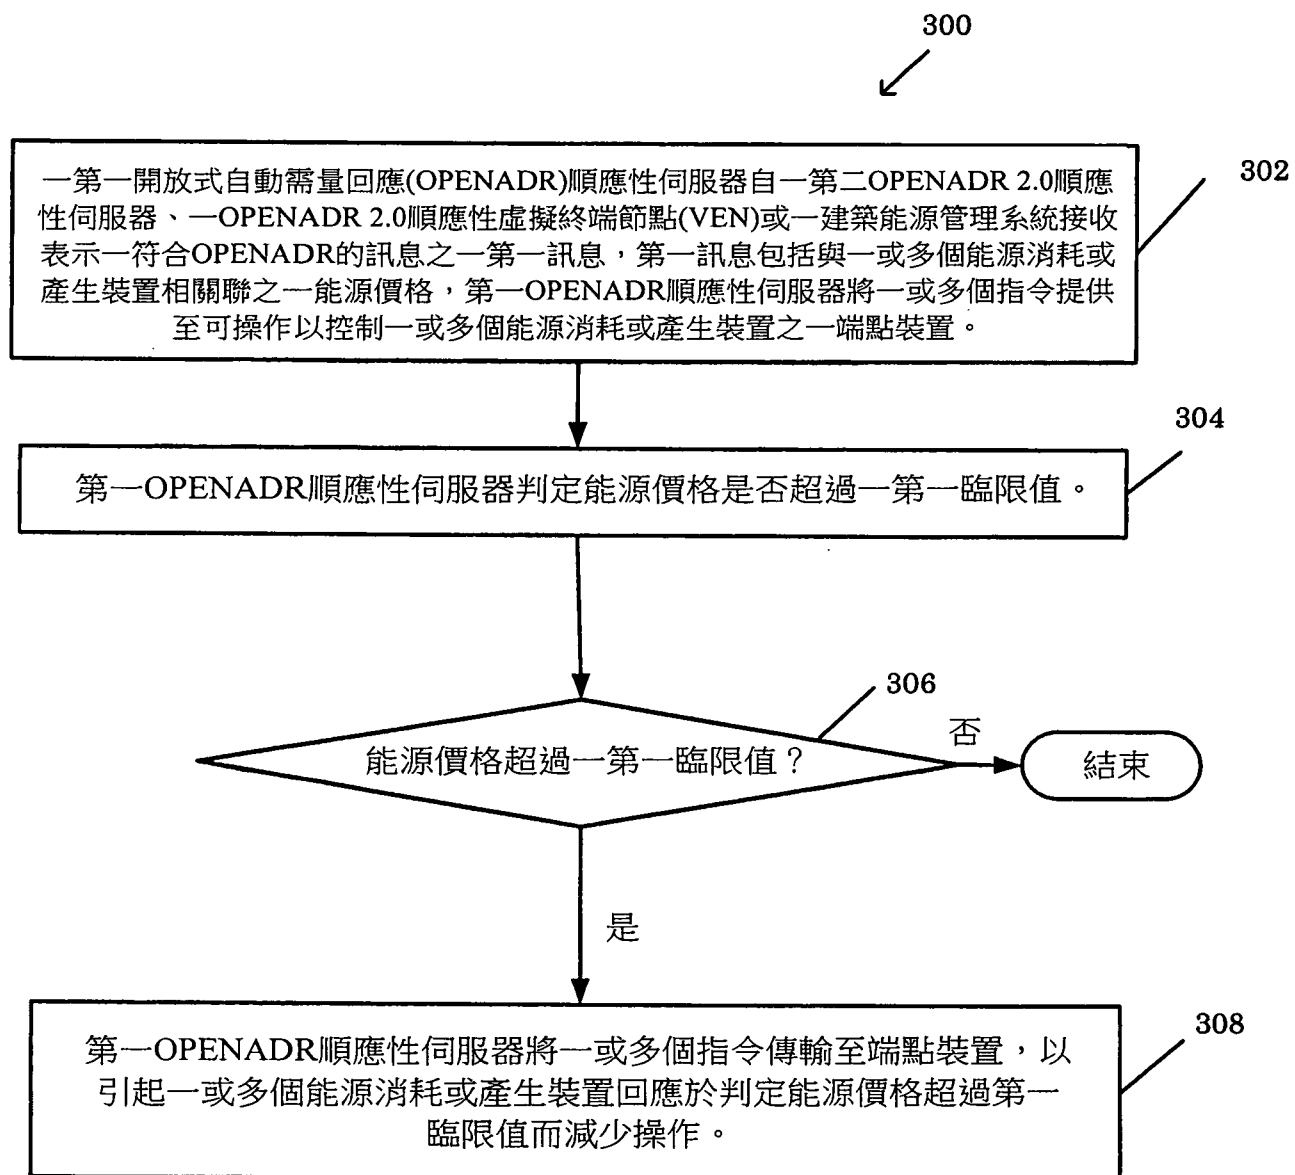 300
一第一開放式自動需量回應(OPENADR)順應性伺服器自一第二OPENADR 2.0順應
性伺服器、一OPENADR 2.0順應性虛擬終端節點(VEN)或一建築能源管理系統接收
表示一符合OPENADR的訊息之一第一訊息，第一訊息包括與一或多個能源消耗或
產生裝置相關聯之一能源價格，第一OPENADR順應性伺服器將一或多個指令提供
至可操作以控制一或多個能源消耗或產生裝置之一端點裝置。
302
304
第一OPENADR順應性伺服器判定能源價格是否超過一第一臨限值。
306
能源價格超過一第一臨限值？
否
結束
是
308
第一OPENADR順應性伺服器將一或多個指令傳輸至端點裝置，以
引起一或多個能源消耗或產生裝置回應於判定能源價格超過第一
臨限值而減少操作。